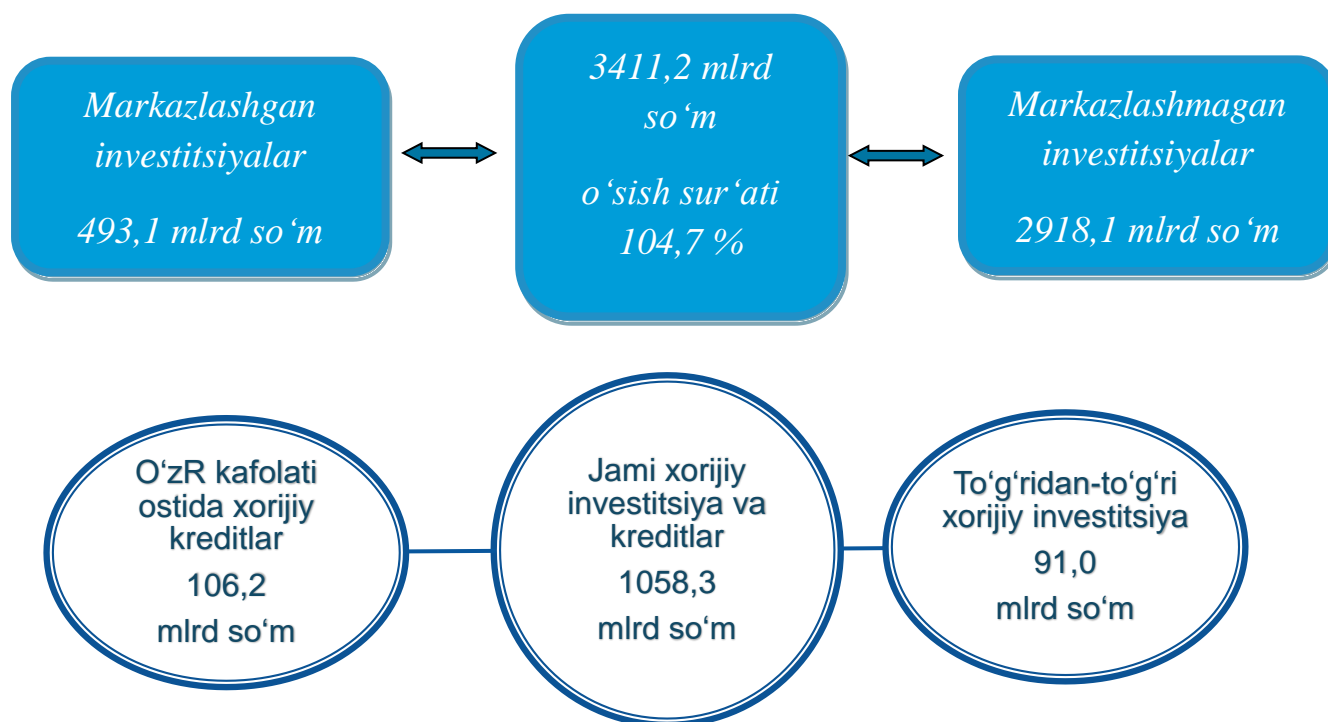 Markazlashgan
investitsiyalar
493,1 mlrd so‘m
3411,2 mlrd
so‘m
o‘sish sur‘ati
104,7 %
Markazlashmagan
investitsiyalar
2918,1 mlrd so‘m
O‘zR kafolati
ostida xorijiy
kreditlar
106,2
mlrd so‘m
Jami xorijiy
investitsiya va
kreditlar
1058,3
mlrd so‘m
To‘g‘ridan-to‘g‘ri
xorijiy investitsiya
91,0
mlrd so‘m